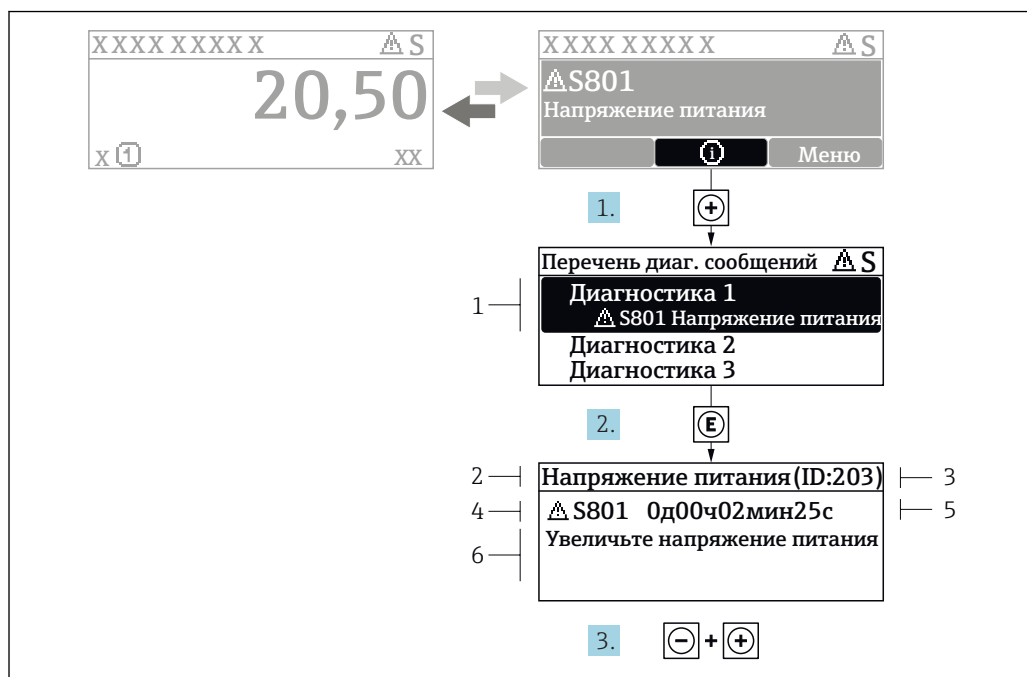 XXXX XXXXX ⚠ S
20,50
X ① XX
XXXX XXXXX ⚠ S
⚠S801
Напряжение питания
ⓘ Меню
1. +
Перечень диаг. сообщений ⚠ S
1
Диагностика 1
⚠ S801 Напряжение питания
Диагностика 2
Диагностика 3
2. E
2 Напряжение питания (ID:203) 3
4 ⚠ S801 0д00ч02мин25с 5
Увеличьте напряжение питания
6
3. - + +